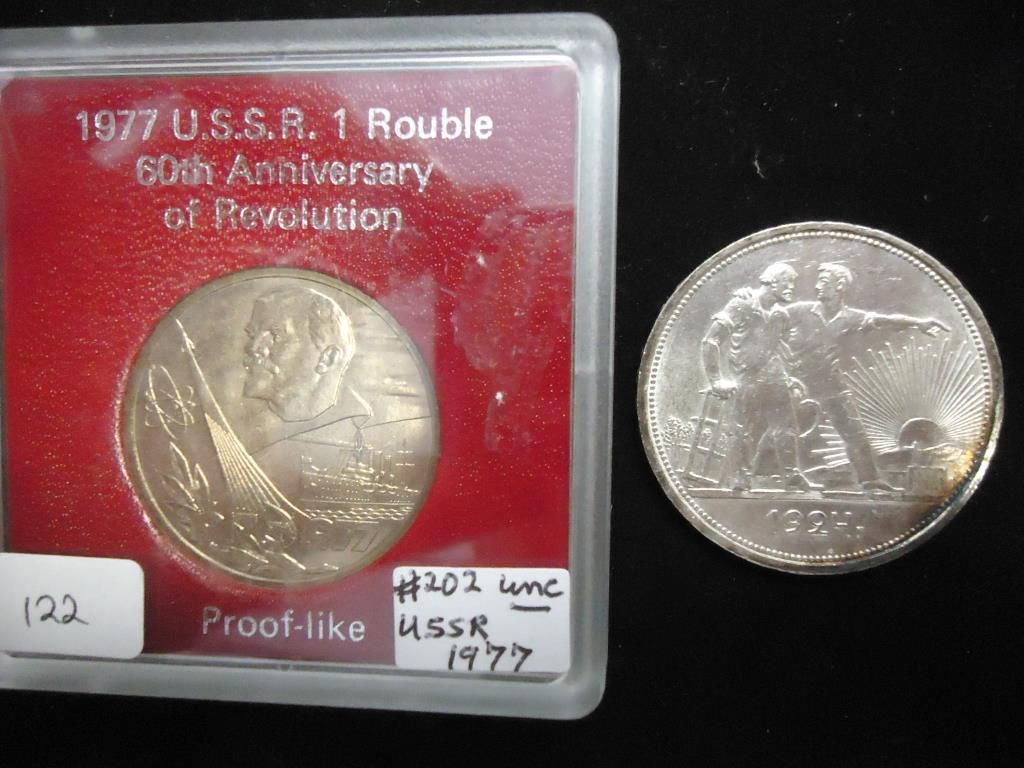 1977 U.S.S.R. 1 Rouble
60th Anniversary
of Revolution
Proof-like
122
#202 unc
USSR
1977
1924